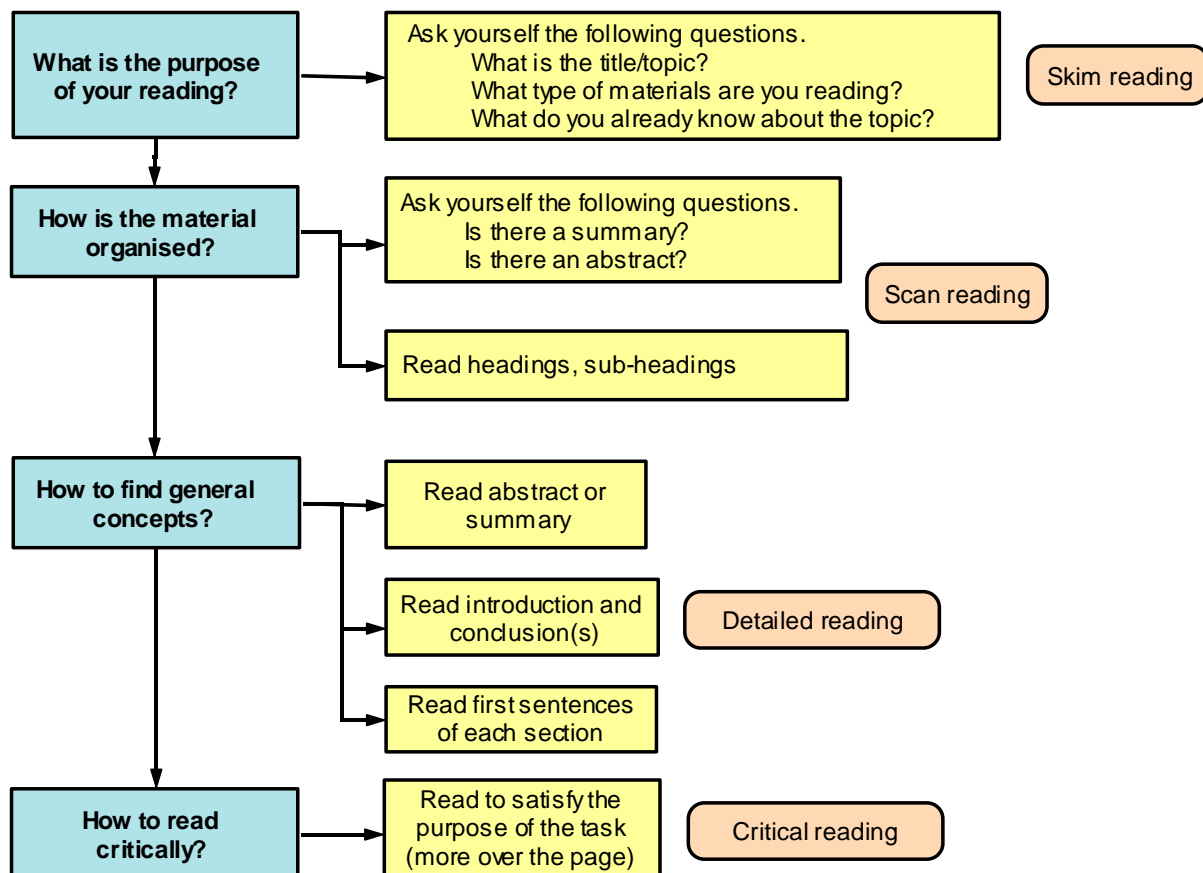 What is the purpose
of your reading?
Ask yourself the following questions.
What is the title/topic?
What type of materials are you reading?
What do you already know about the topic?
Skim reading
How is the material
organised?
Ask yourself the following questions.
Is there a summary?
Is there an abstract?
Scan reading
Read headings, sub-headings
How to find general
concepts?
Read abstract or
summary
Read introduction and
conclusion(s)
Detailed reading
Read first sentences
of each section
How to read
critically?
Read to satisfy the
purpose of the task
(more over the page)
Critical reading